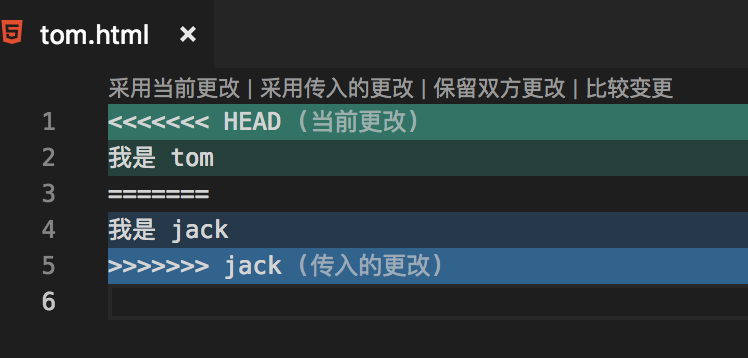 tom.html ×
采用当前更改 | 采用传入的更改 | 保留双方更改 | 比较变更
1 <<<<<<< HEAD (当前更改)
2 我是 tom
3 =======
4 我是 jack
5 >>>>>>> jack (传入的更改)
6